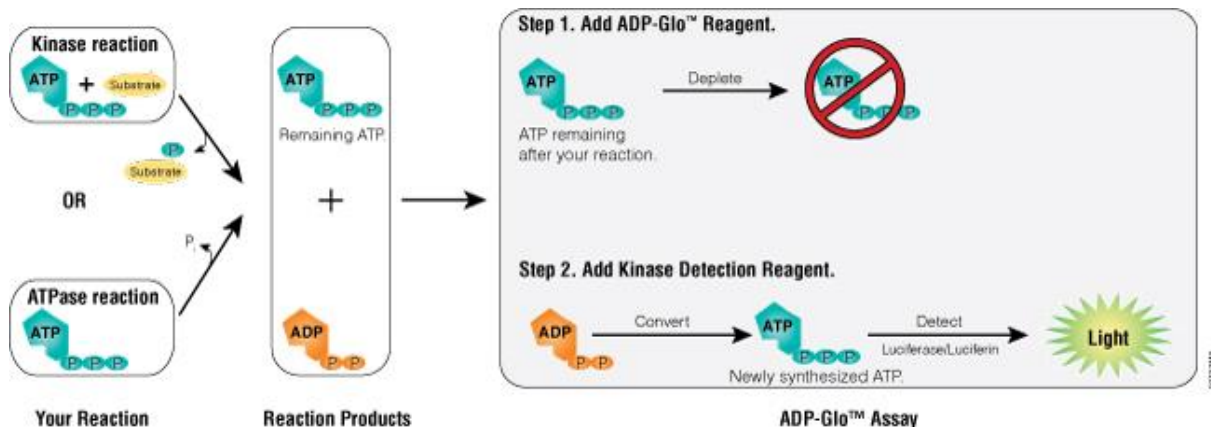 Kinase reaction
ATP
+
Substrate
P P P
P
Substrate
OR
Pi
ATPase reaction
ATP
P P P
Your Reaction
ATP
P P P
Remaining ATP.
+
ADP
P P
Reaction Products
Step 1. Add ADP-Glo™ Reagent.
ATP
P P P
Deplete
ATP
P P P
ATP remaining
after your reaction.
Step 2. Add Kinase Detection Reagent.
ADP
P P
Convert
ATP
P P P
Newly synthesized ATP.
Detect
Luciferase/Luciferin
Light
ADP-Glo™ Assay